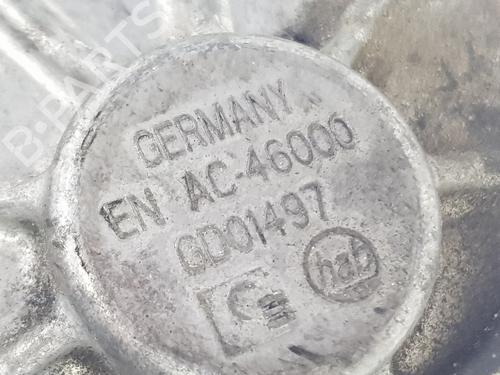 B-PARTS
GERMANY
EN AC-46000
GD01497
hab